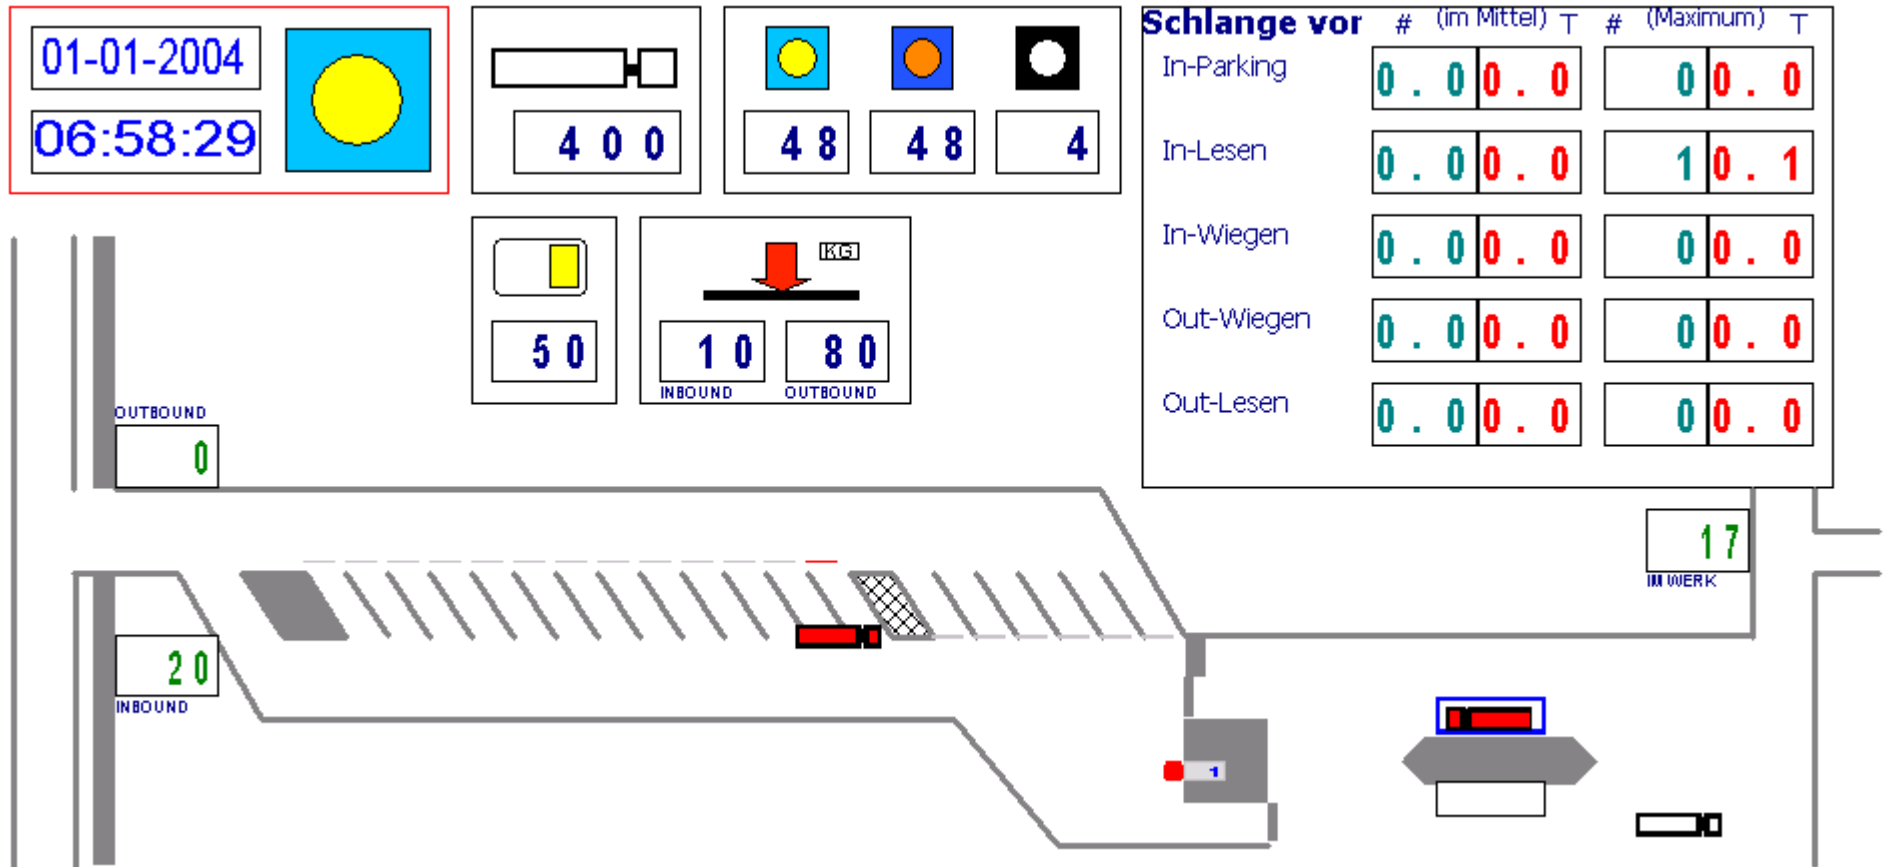 01-01-2004
06:58:29
400
48 48 4
Schlange vor # (im Mittel) T # (Maximum) T
In-Parking 0.0 0.0 0 0.0
In-Lesen 0.0 0.0 1 0.1
In-Wiegen 0.0 0.0 0 0.0
Out-Wiegen 0.0 0.0 0 0.0
Out-Lesen 0.0 0.0 0 0.0
50
KG
10 80
INBOUND OUTBOUND
OUTBOUND
0
17
IM WERK
20
INBOUND
1